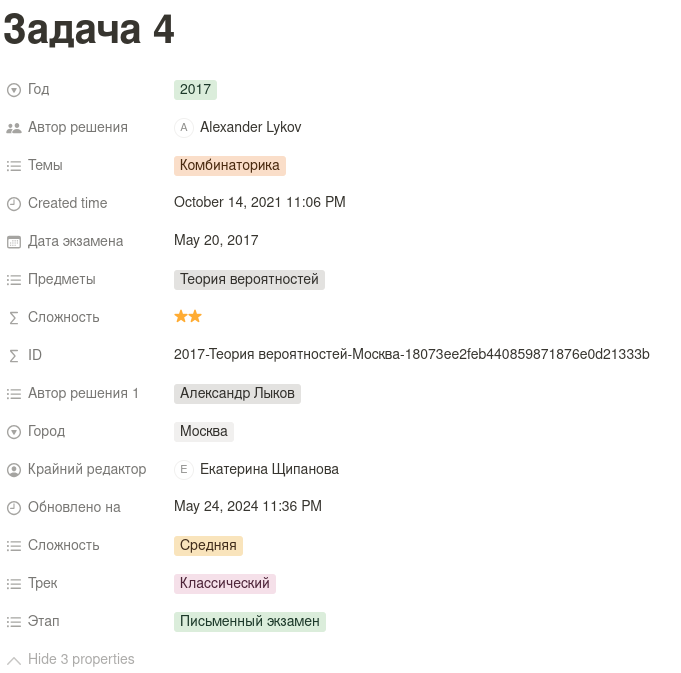 Задача 4
Год 2017
Автор решения A Alexander Lykov
Темы Комбинаторика
Created time October 14, 2021 11:06 PM
Дата экзамена May 20, 2017
Предметы Теория вероятностей
Сложность
ID 2017-Теория вероятностей-Москва-18073ee2feb440859871876e0d21333b
Автор решения 1 Александр Лыков
Город Москва
Крайний редактор E Екатерина Щипанова
Обновлено на May 24, 2024 11:36 PM
Сложность Средняя
Трек Классический
Этап Письменный экзамен
Hide 3 properties